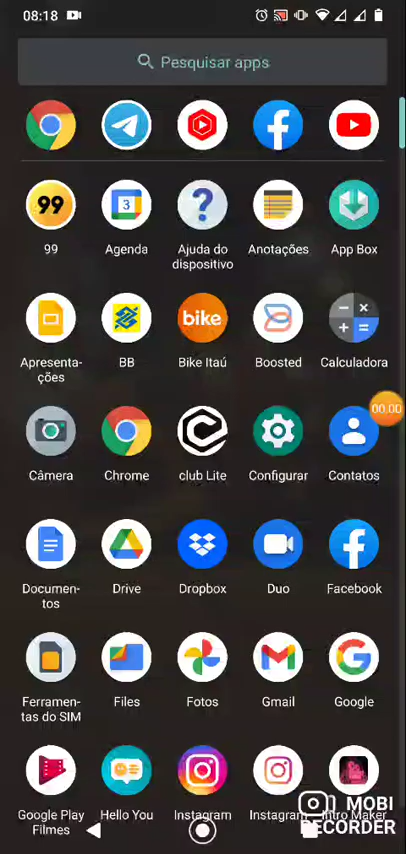 08:18
Pesquisar apps
99
99 Agenda Ajuda do dispositivo Anotações App Box
3
bike
Apresenta-
ções BB Bike Itaú Boosted Calculadora
00:00
Câmera Chrome club Lite Configurar Contatos
Documen-
tos Drive Dropbox Duo Facebook
Ferramen-
tas do SIM Files Fotos Gmail Google
Google Play
Filmes Hello You Instagram Instagram Intro Maker
MOBI
RECORDER